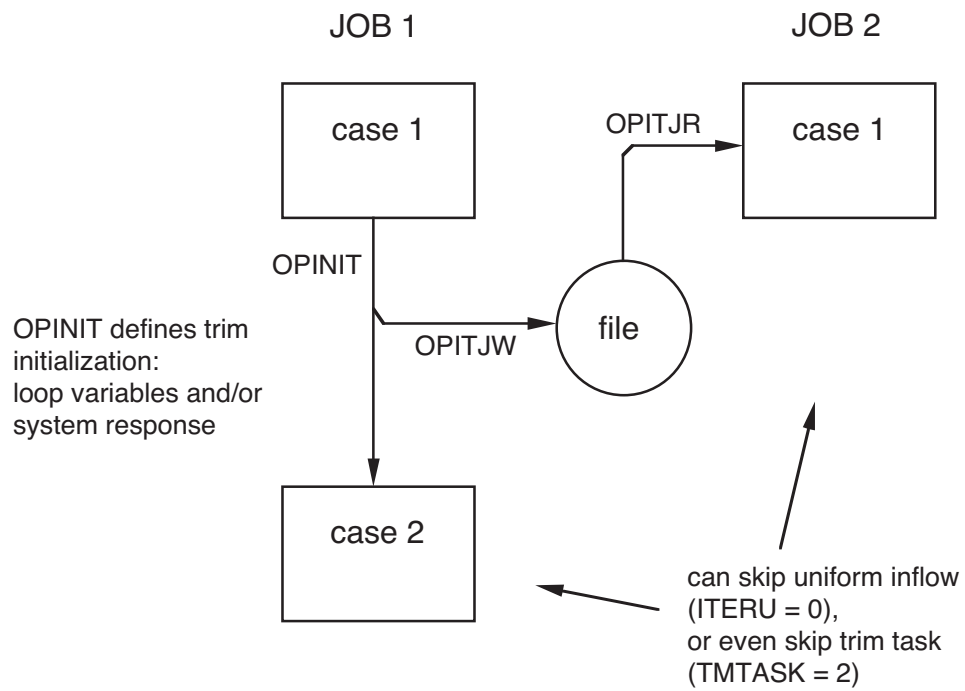 JOB 1
JOB 2
case 1
OPITJR
case 1
OPINIT
OPINIT defines trim
initialization:
loop variables and/or
system response
OPITJW
file
case 2
can skip uniform inflow
(ITERU = 0),
or even skip trim task
(TMTASK = 2)